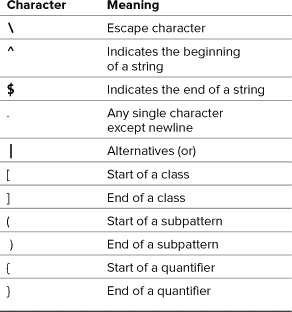 Character Meaning
\ Escape character
^ Indicates the beginning
of a string
$ Indicates the end of a string
. Any single character
except newline
| Alternatives (or)
[ Start of a class
] End of a class
( Start of a subpattern
) End of a subpattern
{ Start of a quantifier
} End of a quantifier